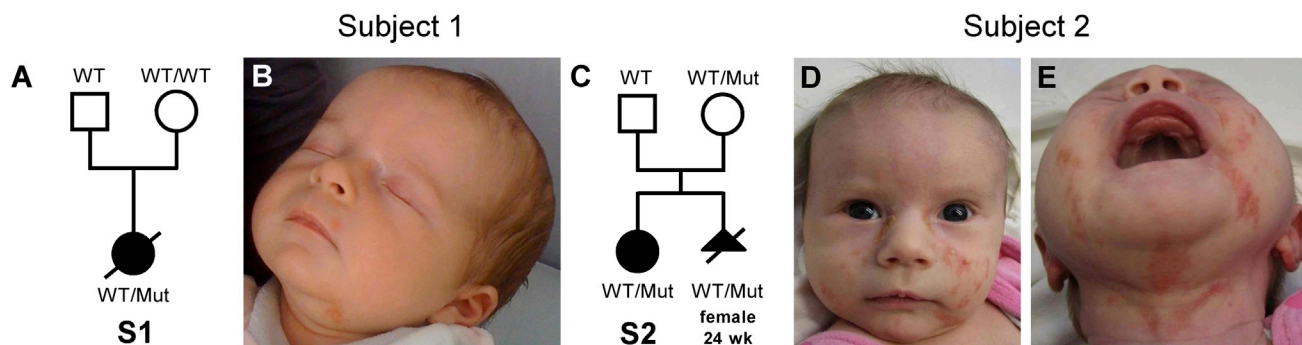 Subject 1
Subject 2
A
WT
WT/WT
WT/Mut
S1
B
C
WT
WT/Mut
WT/Mut
WT/Mut
S2
female
24 wk
D
E